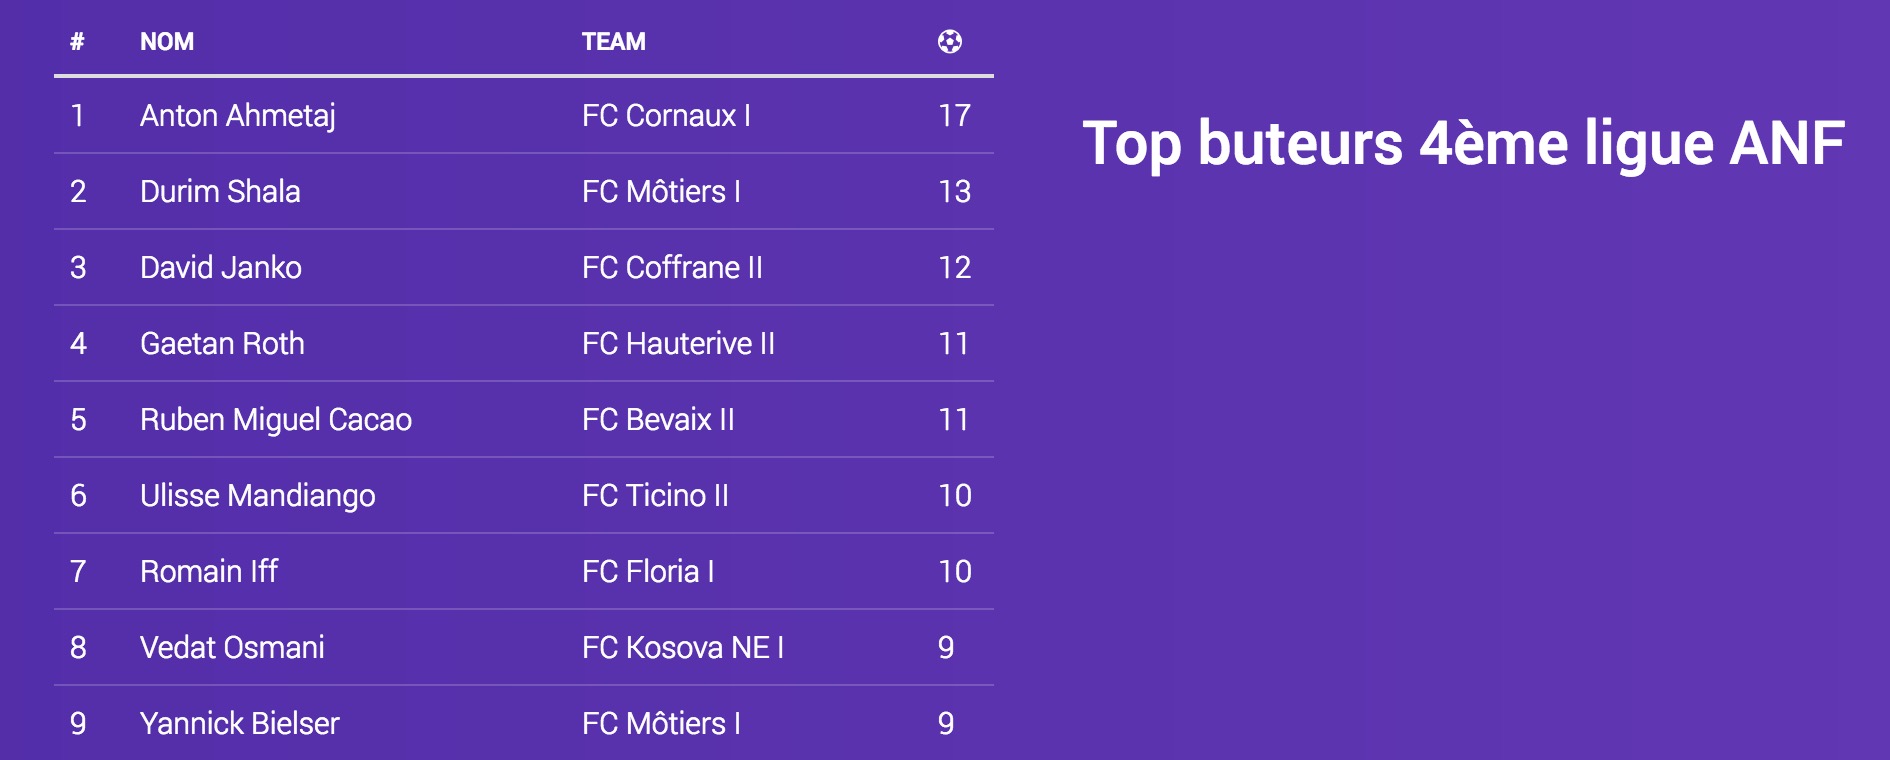 # NOM TEAM
1 Anton Ahmetaj FC Cornaux I 17
2 Durim Shala FC Môtiers I 13
3 David Janko FC Coffrane II 12
4 Gaetan Roth FC Hauterive II 11
5 Ruben Miguel Cacao FC Bevaix II 11
6 Ulisse Mandiango FC Ticino II 10
7 Romain Iff FC Floria I 10
8 Vedat Osmani FC Kosova NE I 9
9 Yannick Bielser FC Môtiers I 9
Top buteurs 4ème ligue ANF